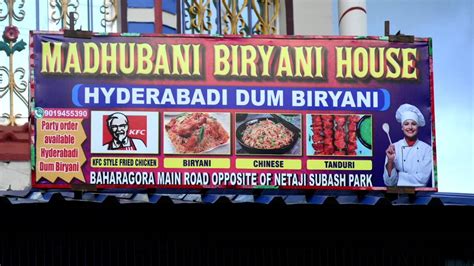 MADHUBANI BIRYANI HOUSE
(HYDERABADI DUM BIRYANI)
9019455390
Party order
available
Hyderabadi
Dum Biryani
KFC
KFC STYLE FRIED CHICKEN
BIRYANI
CHINESE
TANDURI
BAHARAGORA MAIN ROAD OPPOSITE OF NETAJI SUBASH PARK